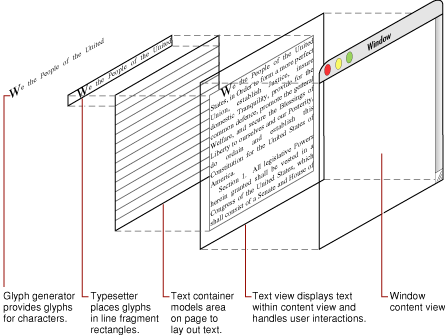 We the People of the United
We the People of the United
We the People of the United
States, in Order to form a more perfect
Union, establish Justice, insure
domestic Tranquility, provide for the
common defence, promote the general
Welfare, and secure the Blessings of
Liberty to ourselves and our Posterity,
do ordain and establish this
Constitution for the United States of
America.
Section 1. All legislative Powers
herein granted shall be vested in a
Congress of the United States, which
shall consist of a Senate and House of
Window
Glyph generator
provides glyphs
for characters.
Typesetter
places glyphs
in line fragment
rectangles.
Text container
models area
on page to
lay out text.
Text view displays text
within content view and
handles user interactions.
Window
content view